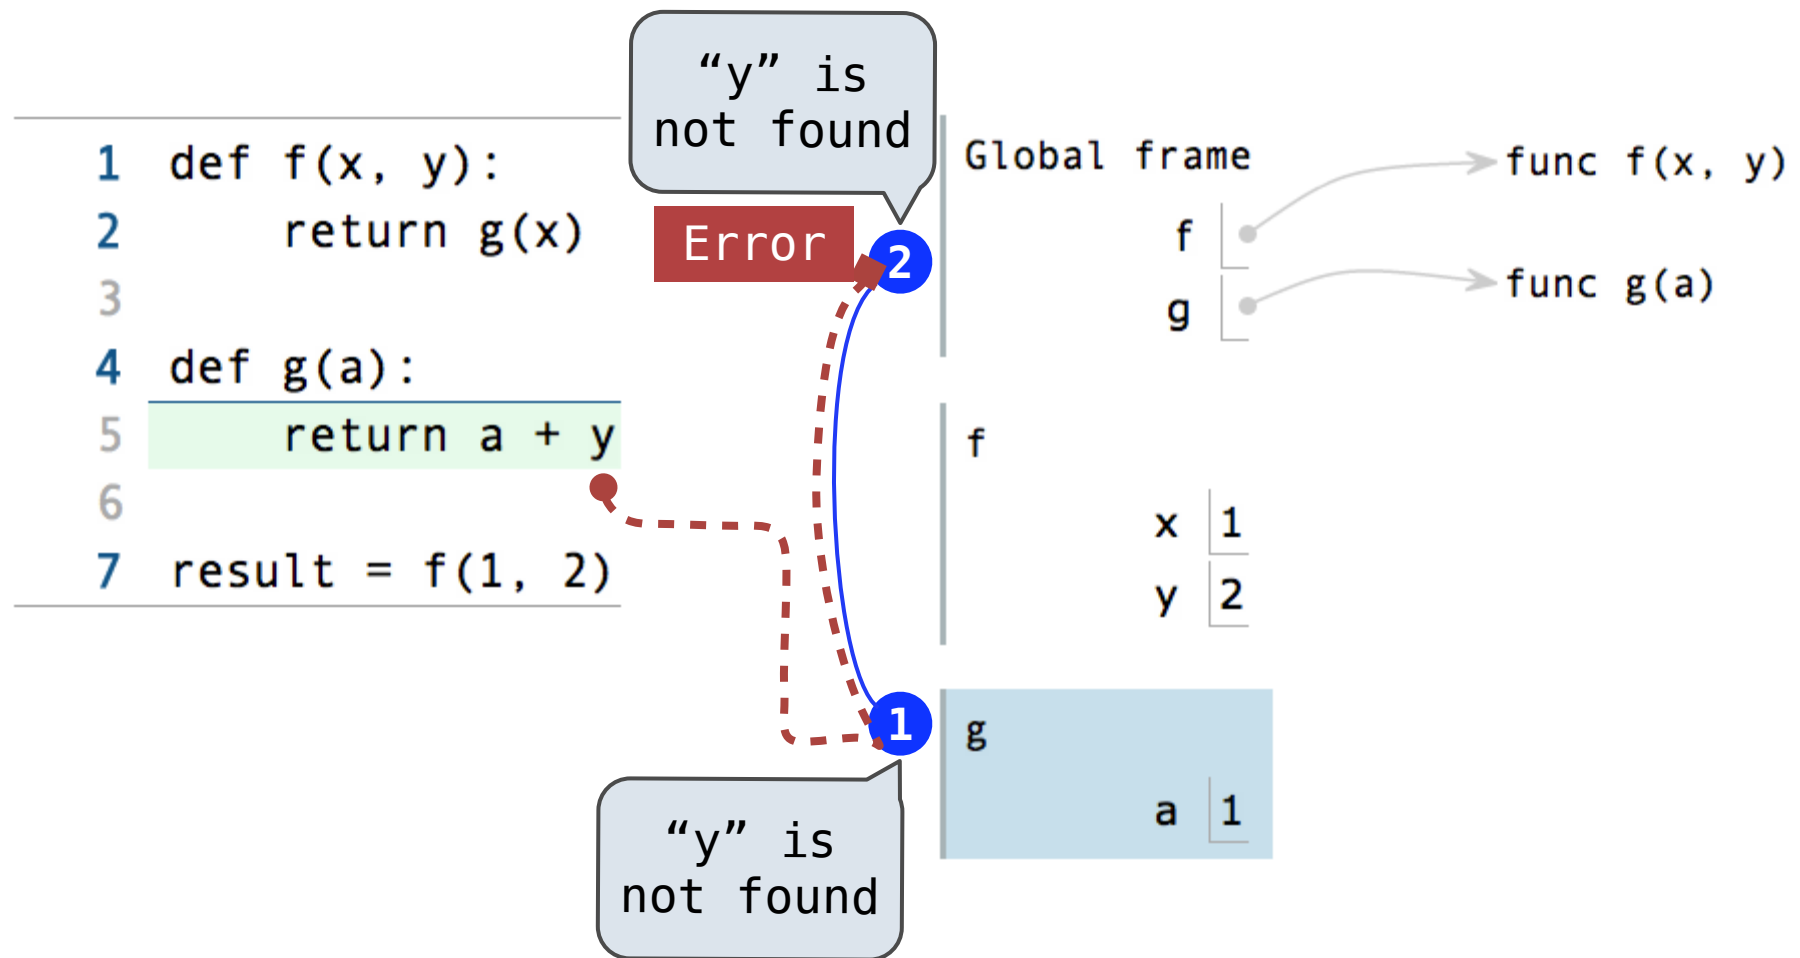 “y” is
not found
1 def f(x, y):
2 return g(x)
3
4 def g(a):
5 return a + y
6
7 result = f(1, 2)
Error
2
Global frame
f
g
func f(x, y)
func g(a)
f
x 1
y 2
1
g
a 1
“y” is
not found